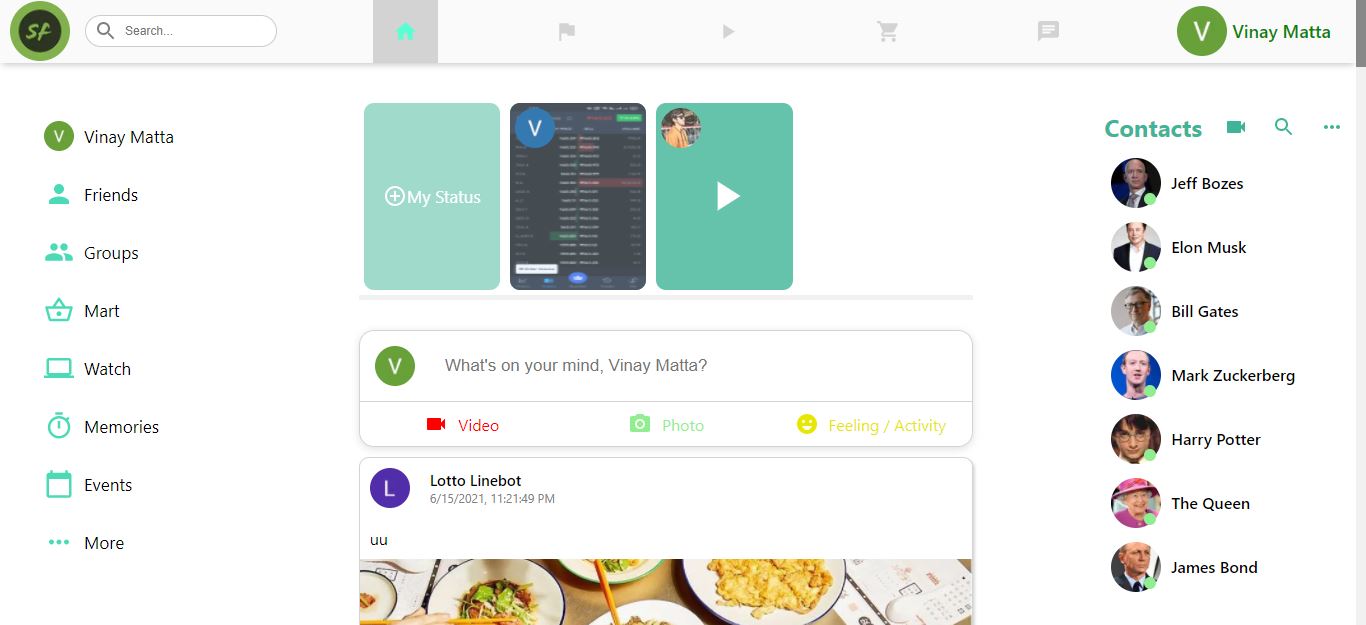 SF
Search...
Vinay Matta
V
V
Vinay Matta
Friends
Groups
Mart
Watch
Memories
Events
More
My Status
V
V
What's on your mind, Vinay Matta?
Video
Photo
Feeling / Activity
L
Lotto Linebot
6/15/2021, 11:21:49 PM
uu
Contacts
Jeff Bozes
Elon Musk
Bill Gates
Mark Zuckerberg
Harry Potter
The Queen
James Bond